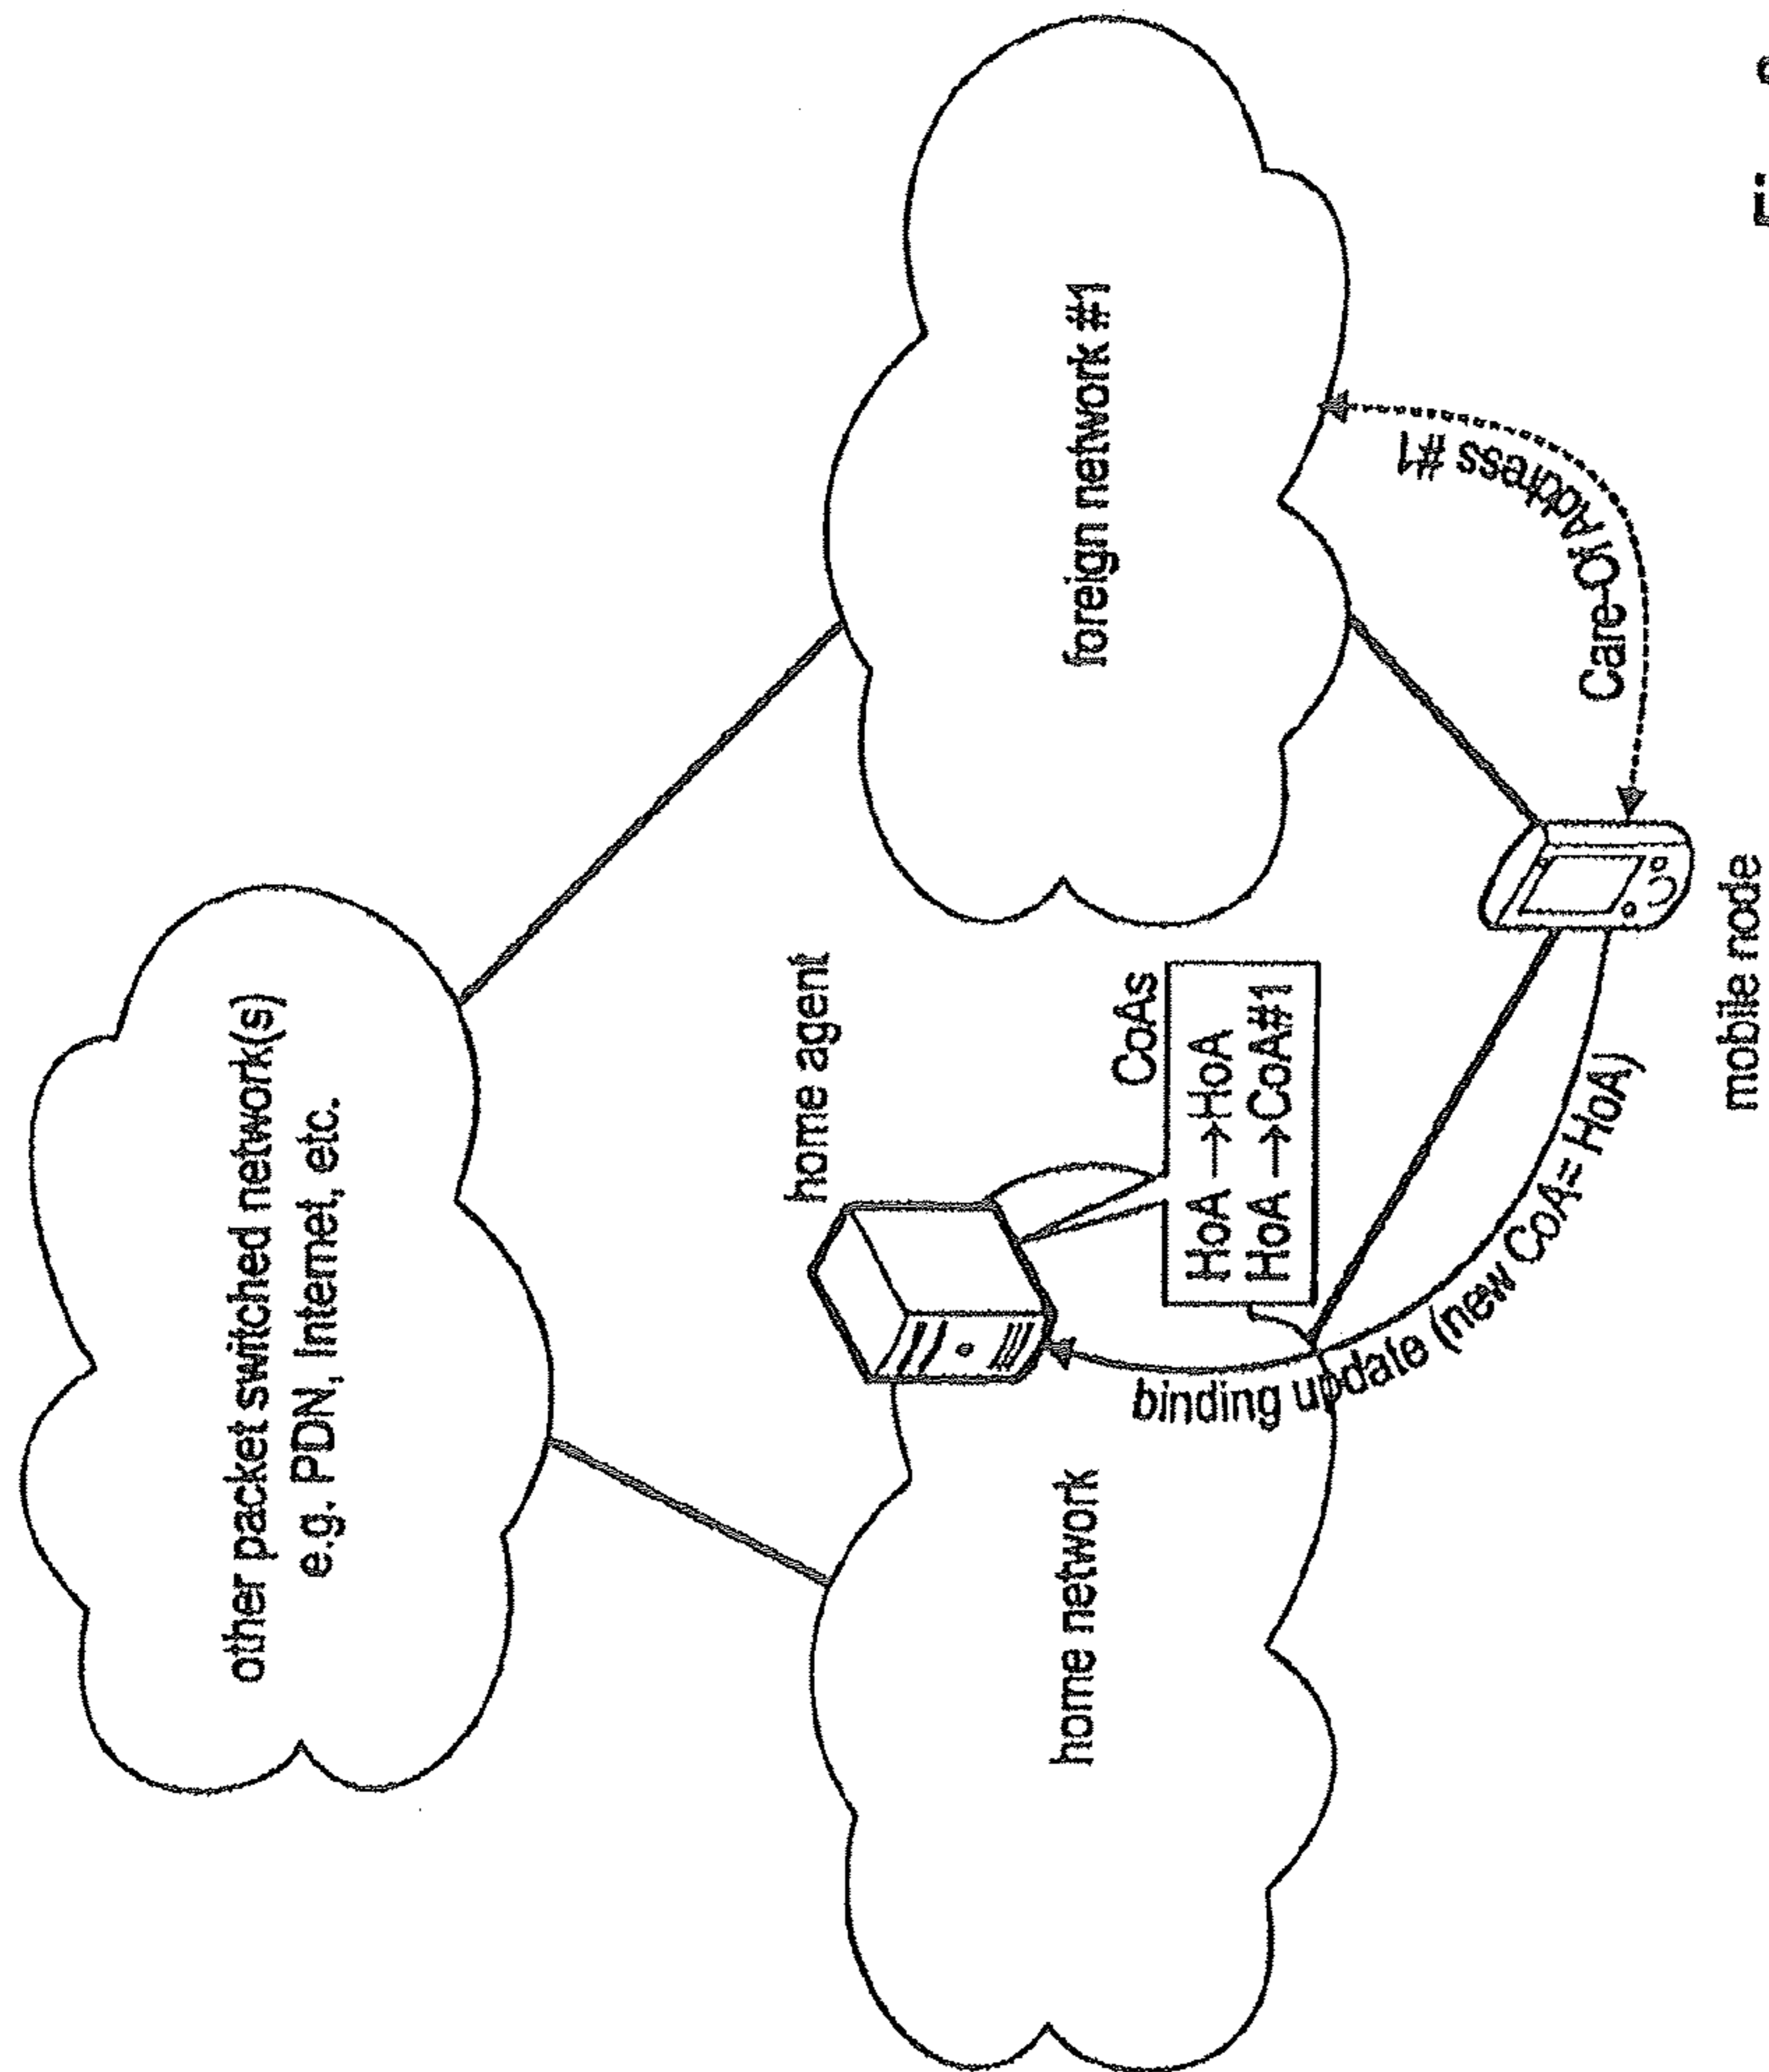 other packet switched network(s)
e.g. PDN, Internet, etc.
home agent
foreign network #1
home network
CoAs
HoA → HoA
HoA → CoA#1
binding update (new CoA= HoA)
Care-Of Address #1
mobile node